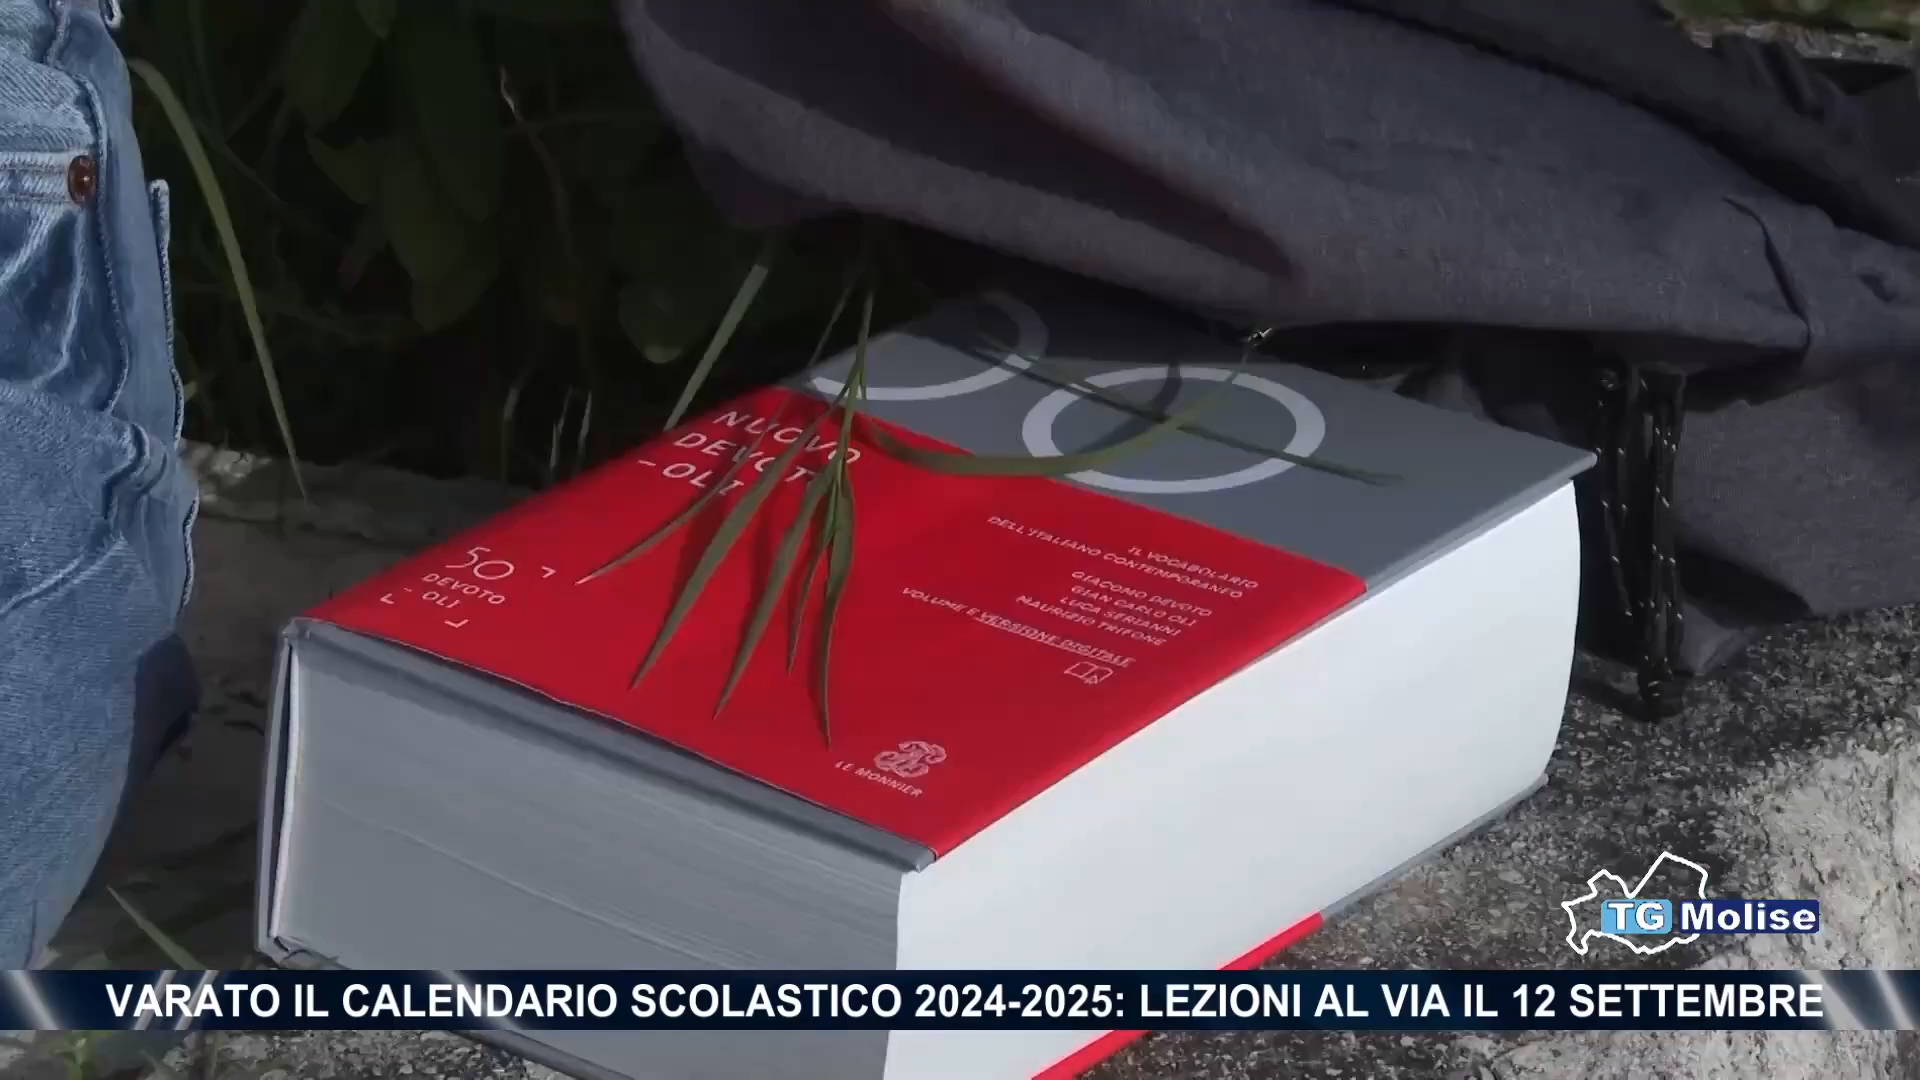 NUOVO
DEVOTO
–OLI
50
DEVOTO
– OLI
IL VOCABOLARIO
DELL'ITALIANO CONTEMPORANEO
GIACOMO DEVOTO
GIAN CARLO OLI
LUCA SERIANNI
MAURIZIO TRIFONE
VOLUME E VERSIONE DIGITALE
LE MONNIER
TG Molise
VARATO IL CALENDARIO SCOLASTICO 2024-2025: LEZIONI AL VIA IL 12 SETTEMBRE